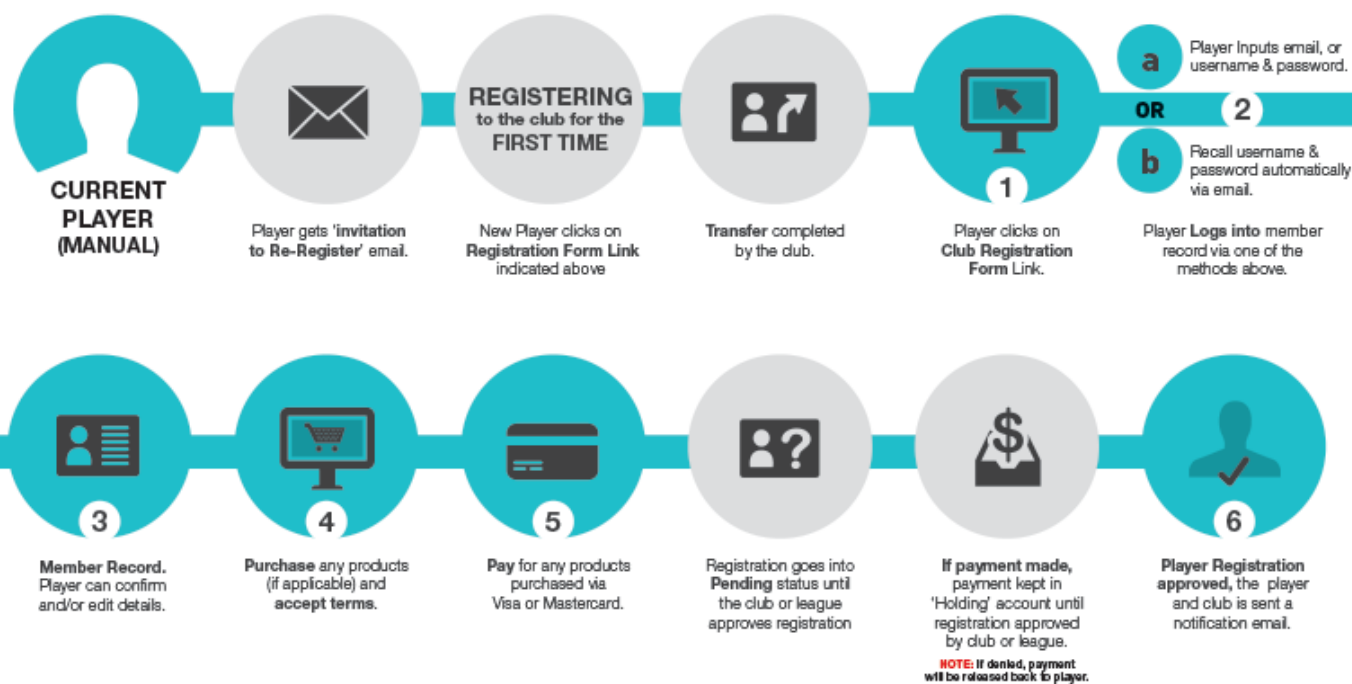 CURRENT
PLAYER
(MANUAL)
Player gets 'invitation
to Re-Register' email.
REGISTERING
to the club for the
FIRST TIME
New Player clicks on
Registration Form Link
indicated above
Transfer completed
by the club.
1
Player clicks on
Club Registration
Form Link.
a
Player Inputs email, or
username & password.
OR
2
b
Recall username &
password automatically
via email.
Player Logs into member
record via one of the
methods above.
3
Member Record.
Player can confirm
and/or edit details.
4
Purchase any products
(if applicable) and
accept terms.
5
Pay for any products
purchased via
Visa or Mastercard.
?
Registration goes into
Pending status until
the club or league
approves registration
$
If payment made,
payment kept in
'Holding' account until
registration approved
by club or league.
NOTE: If denied, payment
will be released back to player.
6
Player Registration
approved, the player
and club is sent a
notification email.